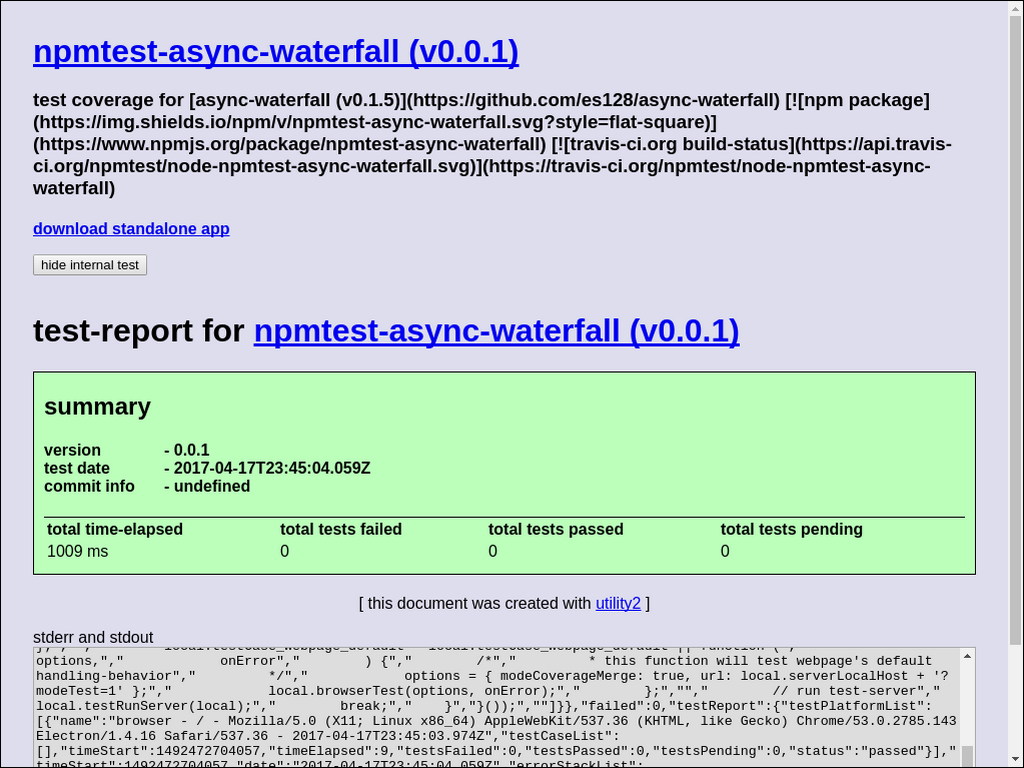 npmtest-async-waterfall (v0.0.1)
test coverage for [async-waterfall (v0.1.5)](https://github.com/es128/async-waterfall) [![npm package]
(https://img.shields.io/npm/v/npmtest-async-waterfall.svg?style=flat-square)]
(https://www.npmjs.org/package/npmtest-async-waterfall) [![travis-ci.org build-status](https://api.travis-
ci.org/npmtest/node-npmtest-async-waterfall.svg)](https://travis-ci.org/npmtest/node-npmtest-async-
waterfall)
download standalone app
hide internal test
test-report for npmtest-async-waterfall (v0.0.1)
summary
version - 0.0.1
test date - 2017-04-17T23:45:04.059Z
commit info - undefined
total time-elapsed total tests failed total tests passed total tests pending
1009 ms 0 0 0
[ this document was created with utility2 ]
stderr and stdout
options,"," onError"," ) {"," /*"," * this function will test webpage's default
handling-behavior"," */"," options = { modeCoverageMerge: true, url: local.serverLocalHost + '?
modeTest=1' };"," local.browserTest(options, onError);"," };",""," // run test-server","
local.testRunServer(local);"," break;"," }","}());",""]}},"failed":0,"testReport":{"testPlatformList":
[{"name":"browser - / - Mozilla/5.0 (X11; Linux x86_64) AppleWebKit/537.36 (KHTML, like Gecko) Chrome/53.0.2785.143
Electron/1.4.16 Safari/537.36 - 2017-04-17T23:45:03.974Z","testCaseList":
[],"timeStart":1492472704057,"timeElapsed":9,"testsFailed":0,"testsPassed":0,"testsPending":0,"status":"passed"}],"
timeStart":1492472704057,"date":"2017-04-17T23:45:04.059Z","errorStackList":